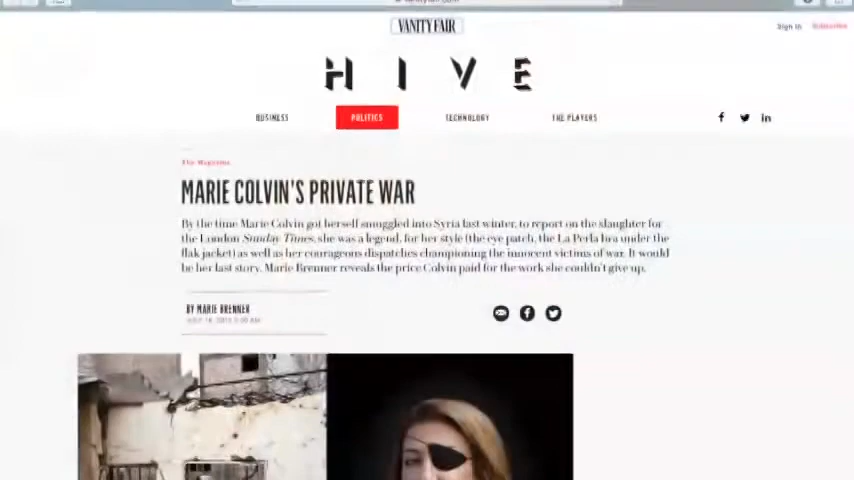 VANITY FAIR
Sign In Subscribe
HIVE
BUSINESS POLITICS TECHNOLOGY THE PLAYERS
The Magazine
MARIE COLVIN'S PRIVATE WAR
By the time Marie Colvin got herself smuggled into Syria last winter, to report on the slaughter for
the London Sunday Times, she was a legend, for her style (the eye patch, the La Perla bra under the
flak jacket) as well as her courageous dispatches championing the innocent victims of war. It would
be her last story. Marie Brenner reveals the price Colvin paid for the work she couldn't give up.
BY MARIE BRENNER